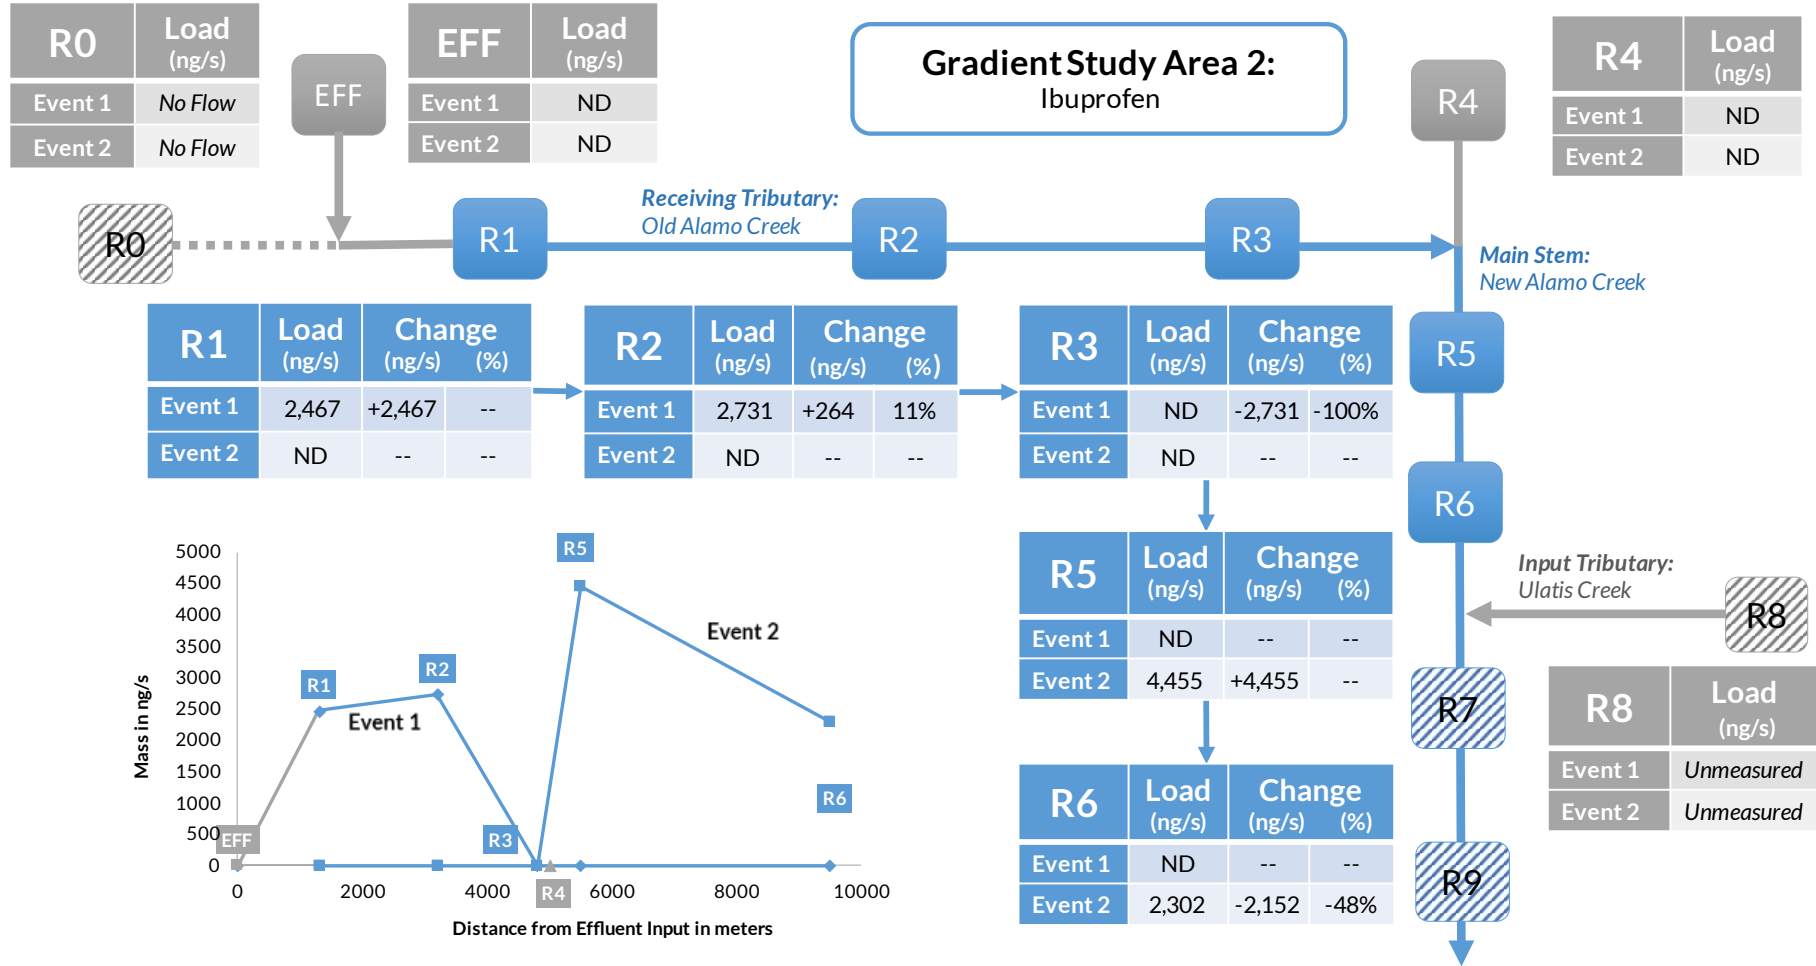 R0 Load (ng/s)
Event 1 No Flow
Event 2 No Flow
EFF
EFF Load (ng/s)
Event 1 ND
Event 2 ND
Gradient Study Area 2:
Ibuprofen
R4
R4 Load (ng/s)
Event 1 ND
Event 2 ND
Receiving Tributary:
Old Alamo Creek
R0
R1
R2
R3
Main Stem:
New Alamo Creek
R1 Load (ng/s) Change (ng/s) (%)
Event 1 2,467 +2,467 --
Event 2 ND -- --
R2 Load (ng/s) Change (ng/s) (%)
Event 1 2,731 +264 11%
Event 2 ND -- --
R3 Load (ng/s) Change (ng/s) (%)
Event 1 ND -2,731 -100%
Event 2 ND -- --
R5
R6
R5 Load (ng/s) Change (ng/s) (%)
Event 1 ND -- --
Event 2 4,455 +4,455 --
Input Tributary:
Ulatis Creek
R8
R7
R8 Load (ng/s)
Event 1 Unmeasured
Event 2 Unmeasured
R6 Load (ng/s) Change (ng/s) (%)
Event 1 ND -- --
Event 2 2,302 -2,152 -48%
R9
5000
4500
4000
3500
3000
2500
2000
1500
1000
500
0
Mass in ng/s
R5
Event 2
R2
R1
Event 1
R6
R3
EFF
R4
0 2000 4000 6000 8000 10000
Distance from Effluent Input in meters